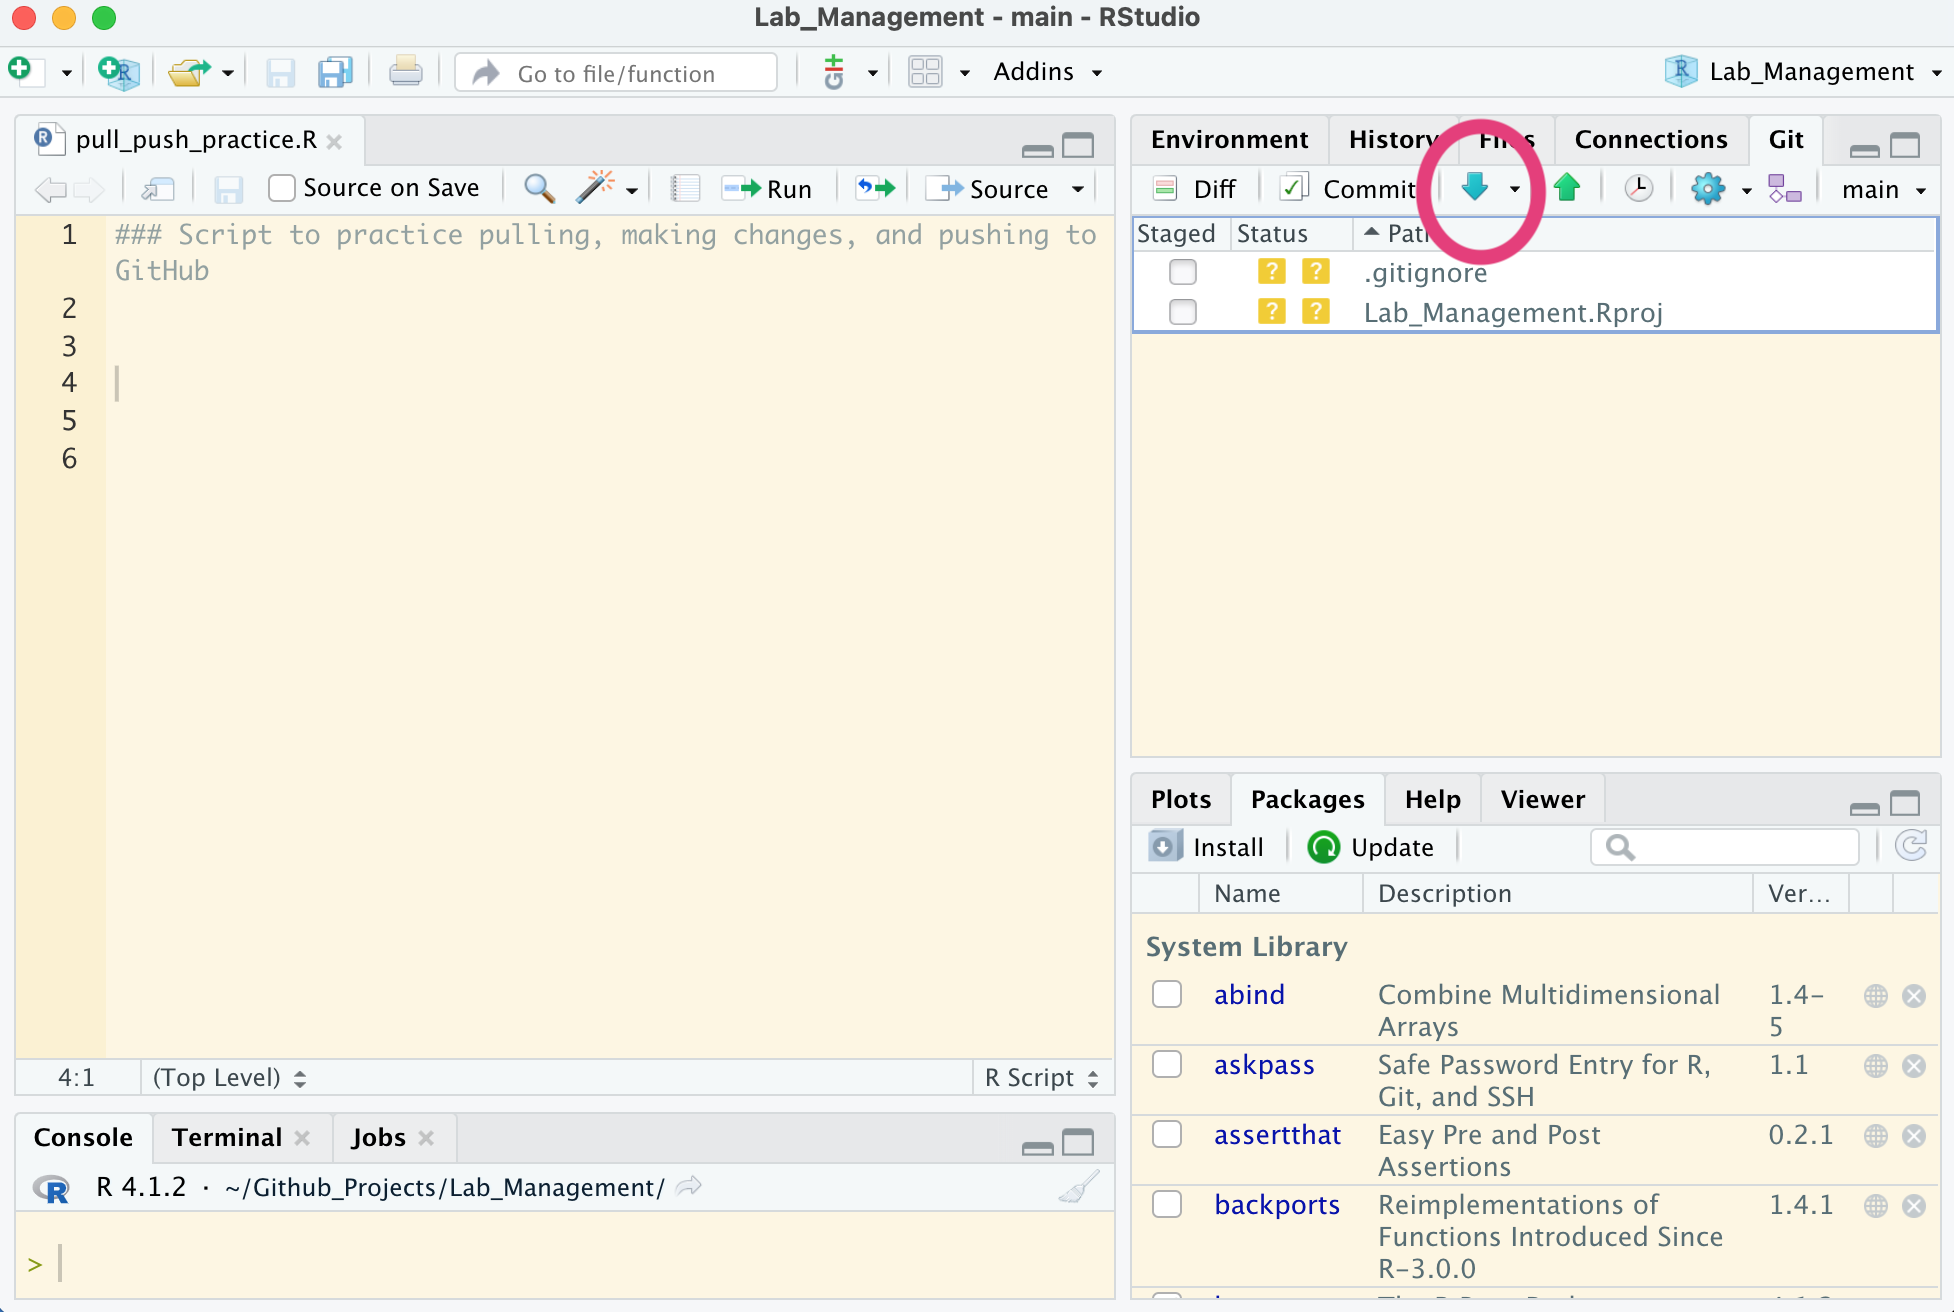 Lab_Management - main - RStudio
Go to file/function
Git
Addins
R Lab_Management
R pull_push_practice.R
Source on Save
Run
Source
1 ### Script to practice pulling, making changes, and pushing to
GitHub
2
3
4
5
6
4:1 (Top Level) R Script
Console Terminal Jobs
R R 4.1.2 · ~/Github_Projects/Lab_Management/
>
Environment History Connections Git
Diff Commit main
Staged Status
? ? .gitignore
? ? Lab_Management.Rproj
Plots Packages Help Viewer
Install Update
Name Description Ver...
System Library
abind Combine Multidimensional 1.4-
Arrays 5
askpass Safe Password Entry for R, 1.1
Git, and SSH
assertthat Easy Pre and Post 0.2.1
Assertions
backports Reimplementations of 1.4.1
Functions Introduced Since
R-3.0.0